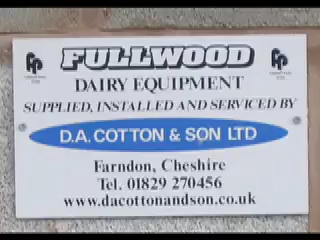 FULLWOOD
DAIRY EQUIPMENT
SUPPLIED, INSTALLED AND SERVICED BY
D.A. COTTON & SON LTD
Farndon, Cheshire
Tel. 01829 270456
www.dacottonandson.co.uk